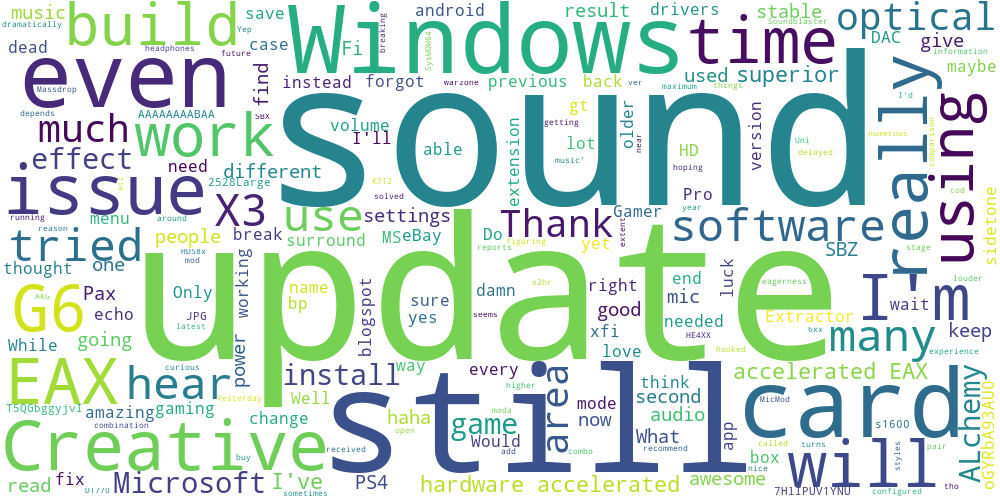 music
build
Windows
time
optical
android
result
drivers
stable
Soundblaster
save
Yep
Fi
case
DAC
give
maybe
dramatically
headphones
future
breaking
SysWOW64
dead
even
instead
forgot
previous
back
ver
used
superior
information
warzone
maximum
things
I'd
depends
Massdrop
AAAAAAAABAA
find
SBX
sound
gt
getting
near
numerous
comparison
much
work
volume
I'll
able
lot
older
version
Uni
delayed
really
using
effect
need
different
2528Large
extension
music'
HD
hoping
cod
issue
X3
K712
solved
Pro
year
running
etc
menu
use
settings
Thank
Gamer
software
sidetone
tried
around
reason
people
break
surround
MS
eBay
Do
yet
extent
SBZ
stage
thought
one
HD58x
mod
working
reports
figuring
louder
echo
Pax
Only
name
bp
sure
yes
damn
end
mic
luck
I'm
wait
G6
JPG
latest
power
blogspot
update
x2hr
right
good
needed
Extractor
eagerness
6xx
While
going
AKG
seems
xfi
HE4XX
hooked
many
keep
experience
EAX
hear
curious
install
way
every
love
accelerated EAX
Yesterday
Well
higher
still
area
mode
now
think
second
audio
app
card
MicMod
ALchemy
oGYRbA93AUO
T5QGbggyjvI
amazing
gaming
combination
change
haha
open
moda
game
would
add
combo
What
recommend
called
turns
box
nice
s1600
styles
pair
Creative
received
will
read
fix
Microsoft
I've
buy
sometimes
PS4
hardware accelerated
awesome
7H1IPUV1YNU
configured
tho